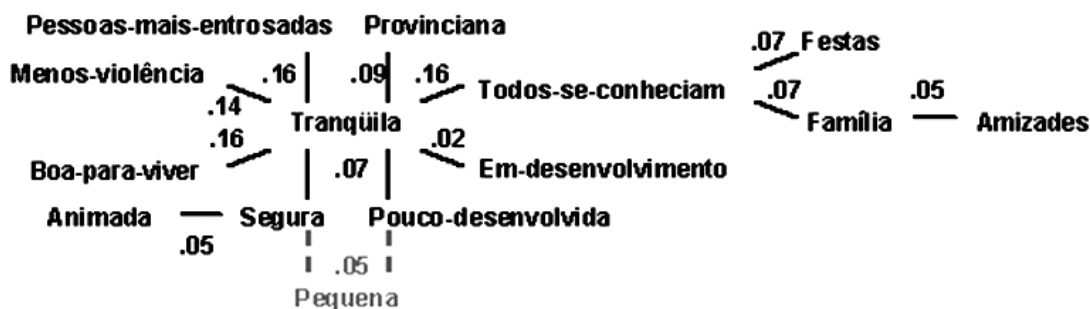 Pessoas-mais-entrosadas Provinciana
.07 Festas
Menos-violência .16 .09 .16 Todos-se-conheciam
.14 Tranqüila .07 Família .05 Amizades
.16 .02
Boa-para-viver .07 Em-desenvolvimento
Animada Segura Pouco-desenvolvida
.05
.05
Pequena